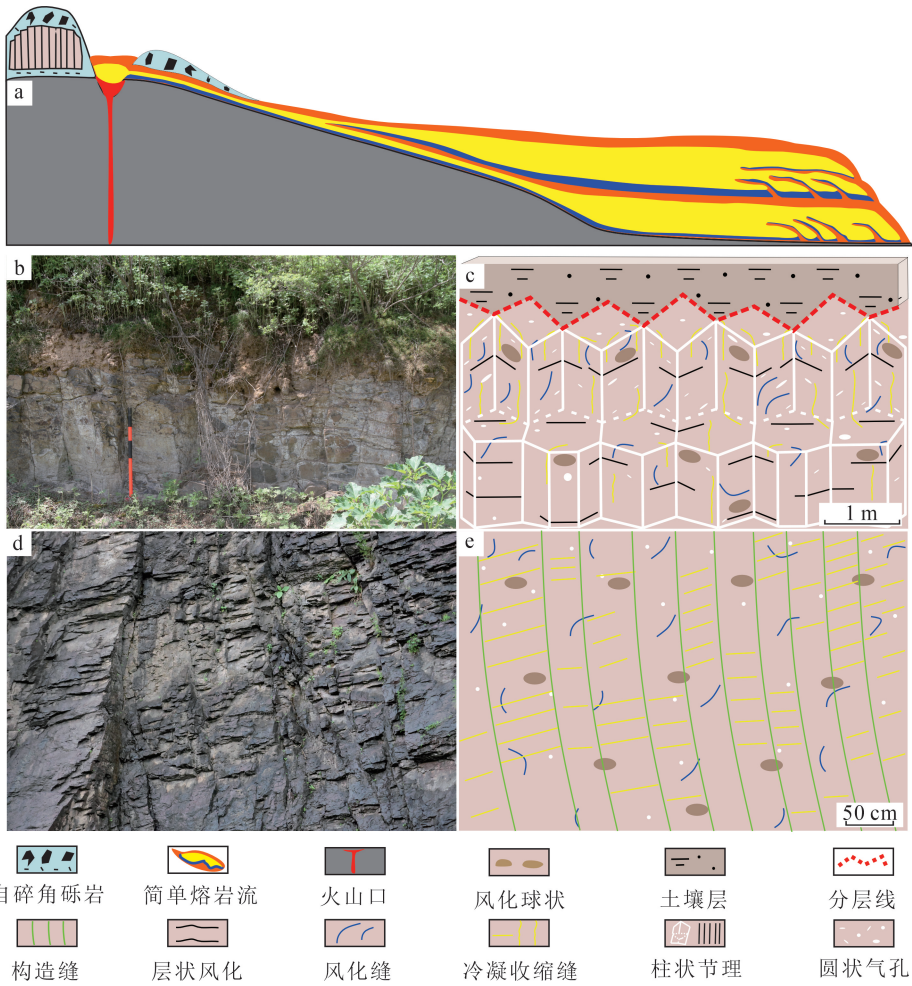 a
b
c
1 m
d
e
50 cm
自碎角砾岩
简单熔岩流
火山口
风化球状
土壤层
分层线
构造缝
层状风化
风化缝
冷凝收缩缝
柱状节理
圆状气孔